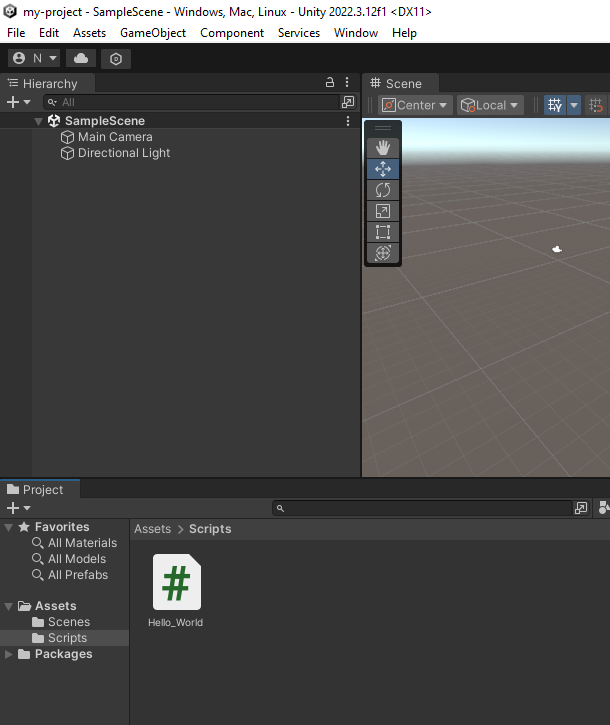 my-project - SampleScene - Windows, Mac, Linux - Unity 2022.3.12f1 <DX11>
File Edit Assets GameObject Component Services Window Help
N
Hierarchy
All
SampleScene
Main Camera
Directional Light
Scene
Center Local
Project
Favorites
All Materials
All Models
All Prefabs
Assets
Scenes
Scripts
Packages
Assets > Scripts
#
Hello_World